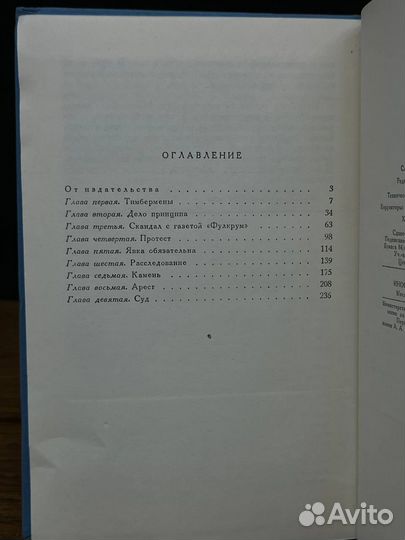 ОГЛАВЛЕНИЕ
От издательства . . . . . . . . . . . . . . . . 3
Глава первая. Тимбермены . . . . . . . . . . . . 7
Глава вторая. Дело принципа . . . . . . . . . . . 34
Глава третья. Скандал с газетой «Фулкрум» . . . . . 63
Глава четвертая. Протест . . . . . . . . . . . . 98
Глава пятая. Явка обязательна . . . . . . . . . . 114
Глава шестая. Расследование . . . . . . . . . . . 139
Глава седьмая. Камень . . . . . . . . . . . . . 175
Глава восьмая. Арест . . . . . . . . . . . . . . 208
Глава девятая. Суд . . . . . . . . . . . . . . . 235
Avito